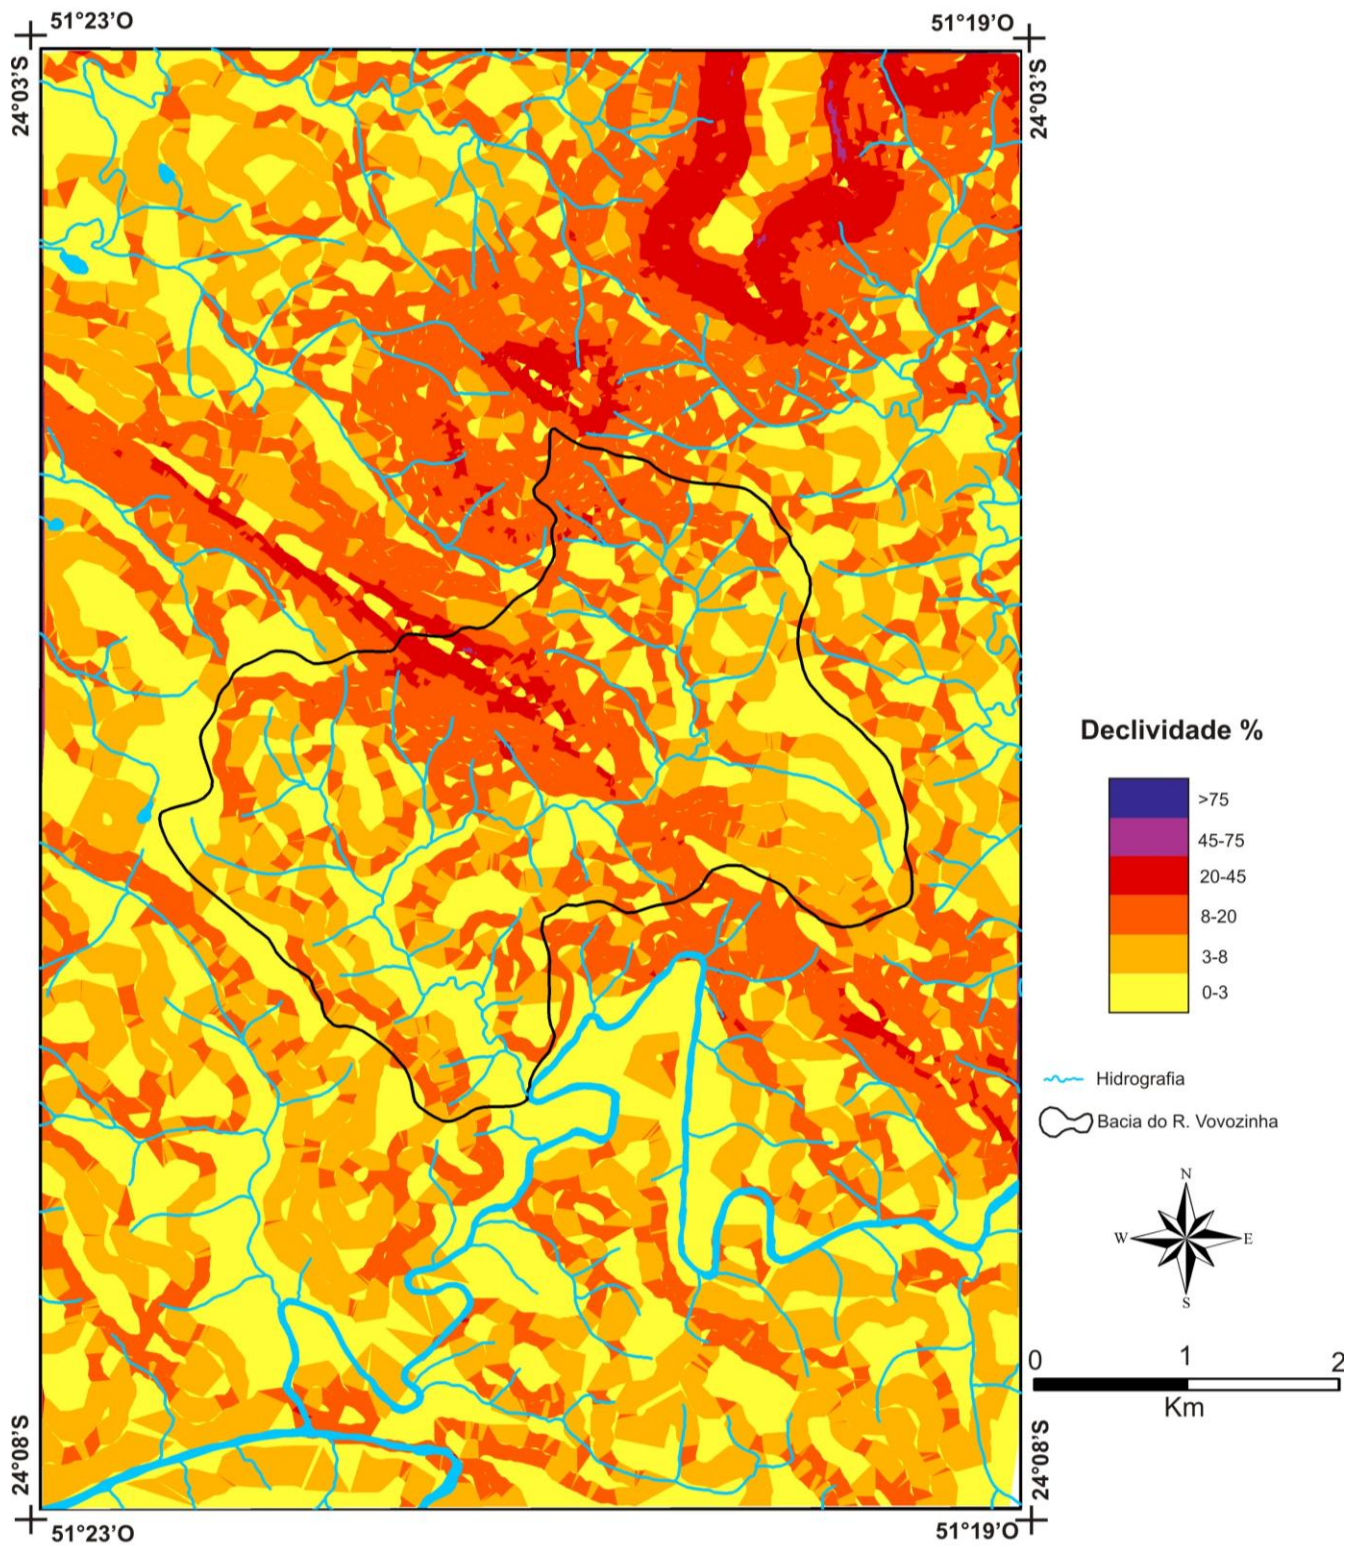 51°23'O
51°19'O
24°03'S
24°03'S
Declividade %
>75
45-75
20-45
8-20
3-8
0-3
Hidrografia
Bacia do R. Vovozinha
N
W
E
S
0
1
2
Km
24°08'S
24°08'S
51°23'O
51°19'O